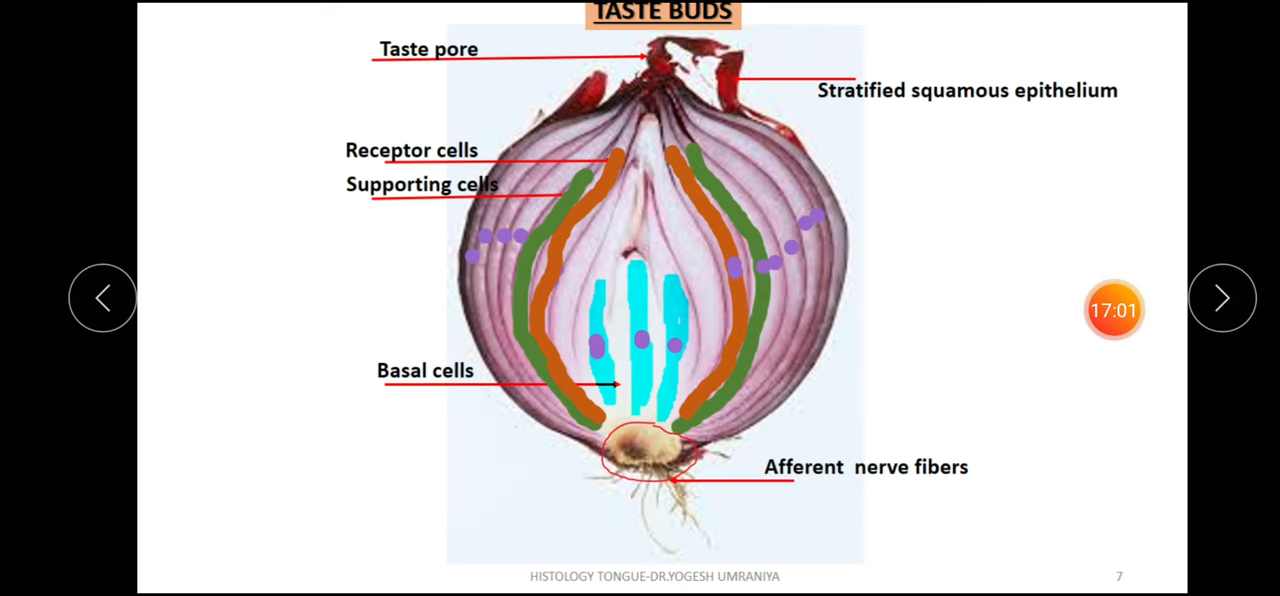 TASTE BUDS
Taste pore
Stratified squamous epithelium
Receptor cells
Supporting cells
17:01
Basal cells
Afferent nerve fibers
HISTOLOGY TONGUE-DR.YOGESH UMRANIYA
7